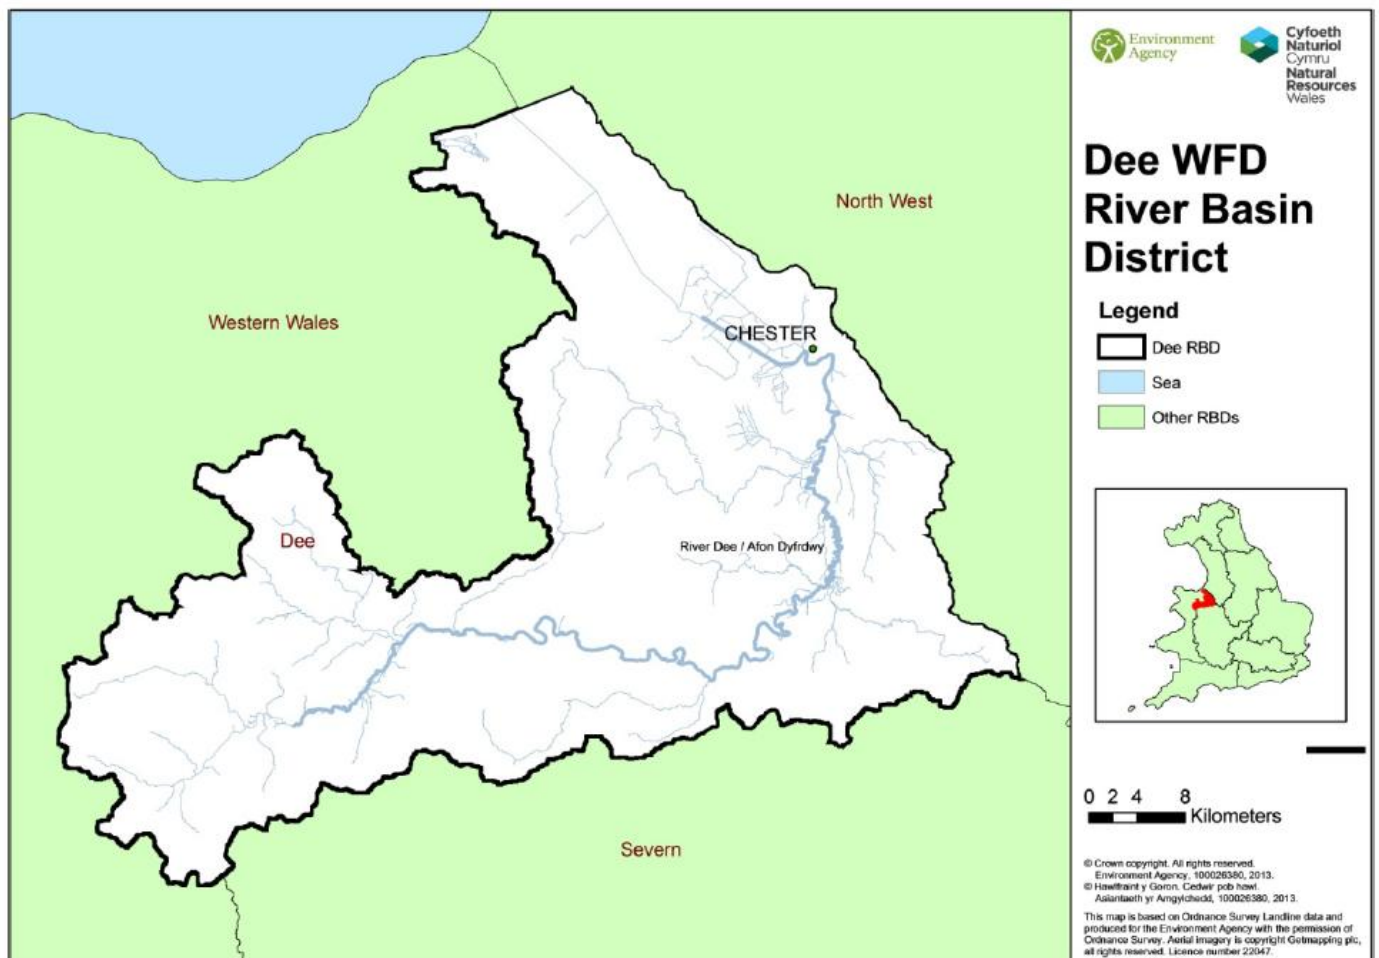 Environment
Agency
Cyfoeth
Naturiol
Cymru
Natural
Resources
Wales
Dee WFD
River Basin
District
Legend
Dee RBD
Sea
Other RBDs
North West
Western Wales
CHESTER
Dee
River Dee / Afon Dyfrdwy
Severn
0 2 4 8
Kilometers
© Crown copyright. All rights reserved.
Environment Agency, 100026380, 2013.
© Hawlfraint y Goron. Cedwir pob hawl.
Asiantaeth yr Amgylchedd, 100026380, 2013.
This map is based on Ordnance Survey Landline data and
produced for the Environment Agency with the permission of
Ordnance Survey. Aerial imagery is copyright Getmapping plc,
all rights reserved. Licence number 22047.